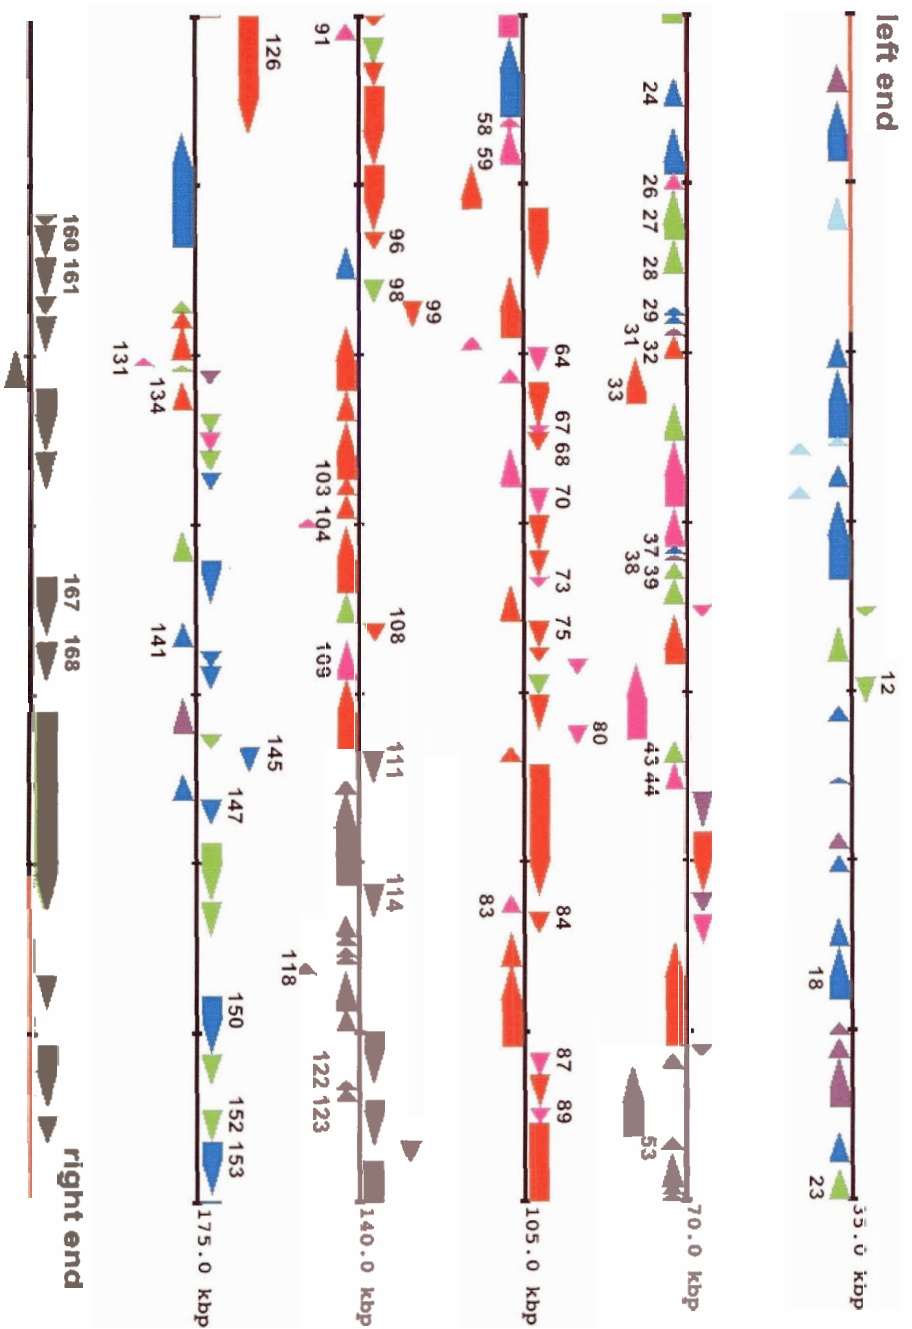 left end
12
35.0 kbp
18 23
70.0 kbp
24 26 27 28 29 32 39 43 44
31 33 37 38 53
80
64 67 68 70 73 75 84 87 89
105.0 kbp
58 59 83
99
96 98 108 111 114
140.0 kbp
91 103 104 109
118 122 123
126 145
147 150 152 153
175.0 kbp
134 141
131
160 161 167 168 right end